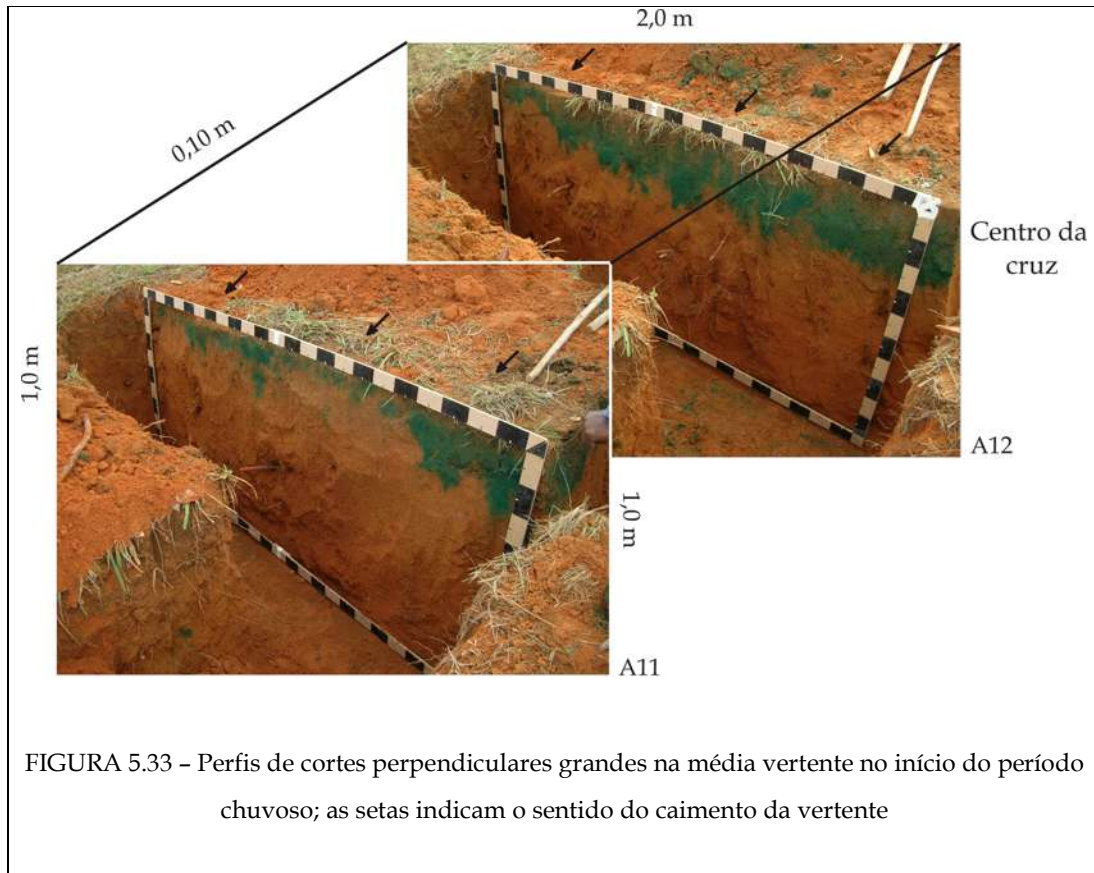 2,0 m
0,10 m
Centro da
cruz
1,0 m
1,0 m
A12
A11
FIGURA 5.33 – Perfis de cortes perpendiculares grandes na média vertente no início do período
chuvoso; as setas indicam o sentido do caimento da vertente